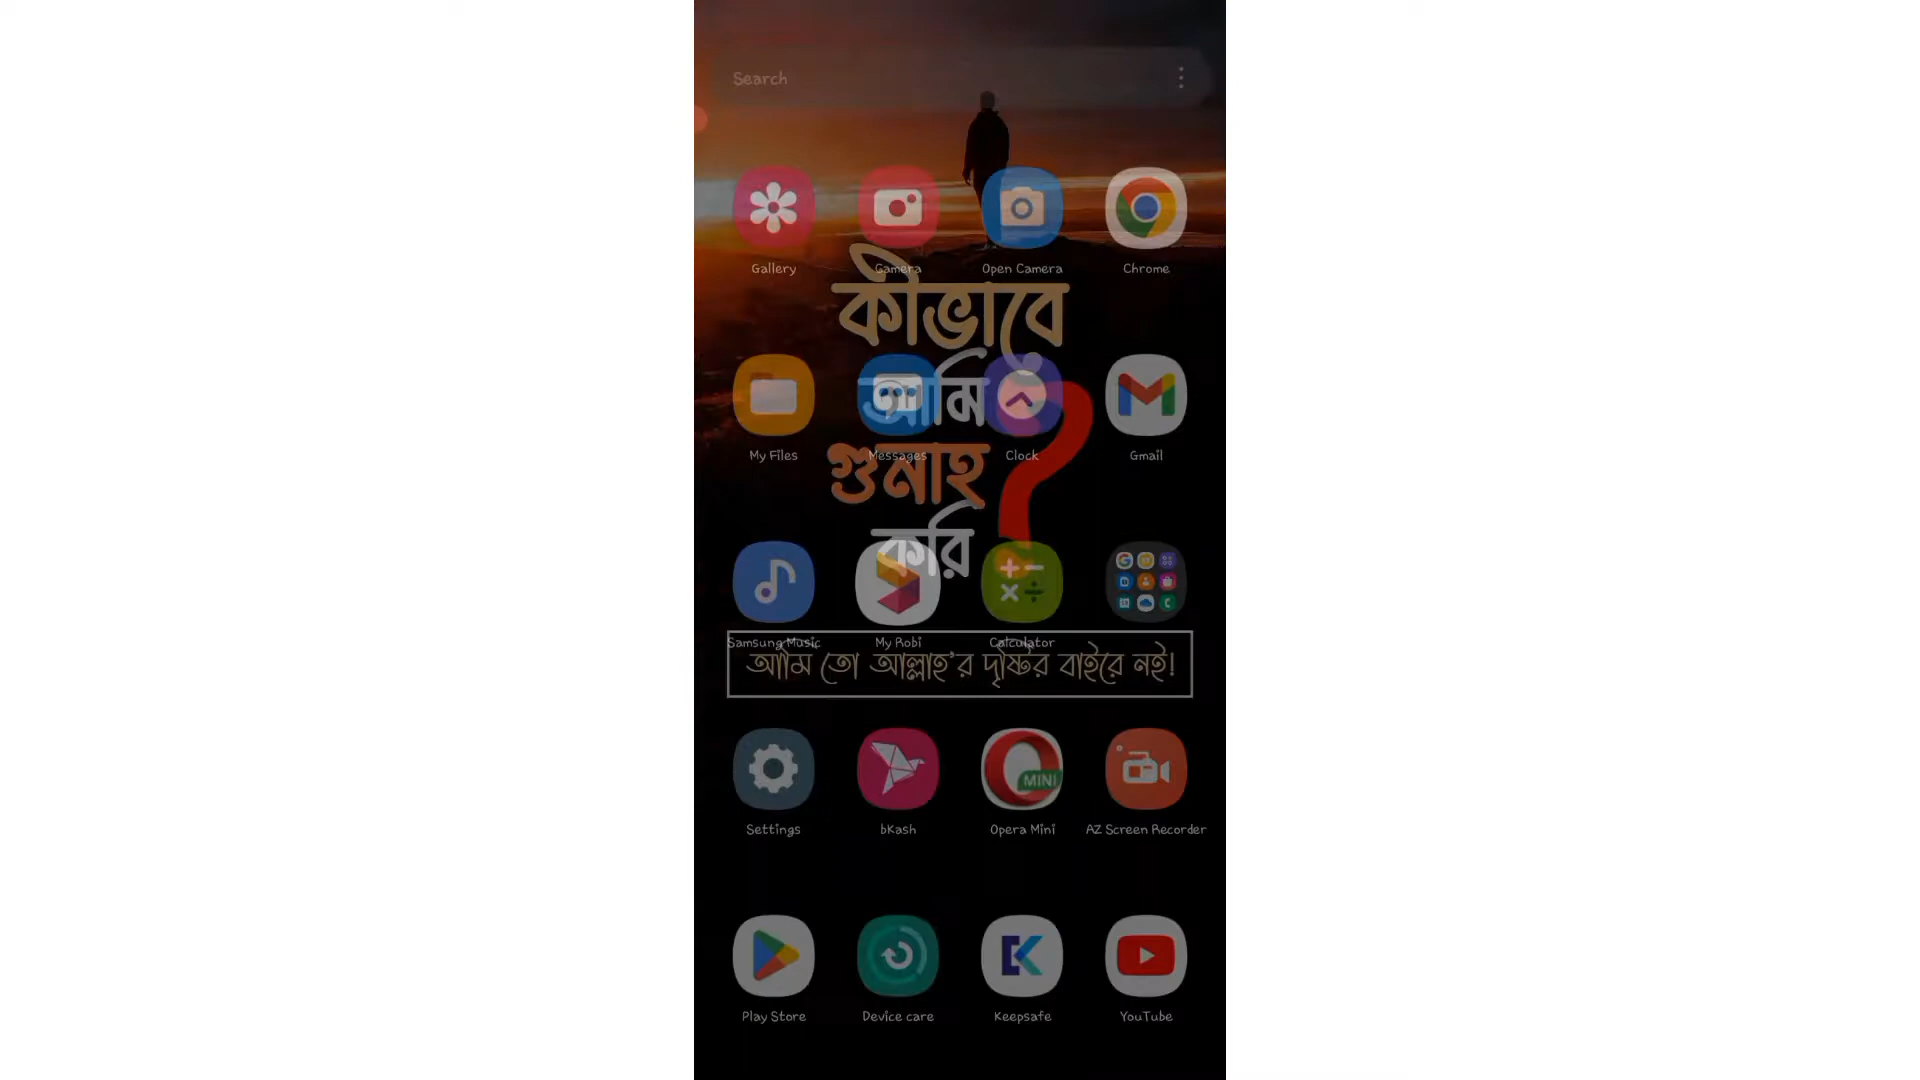 Search
Gallery Camera Open Camera Chrome
কীভাবে
আমি
My Files Messages Clock Gmail
গুনাহ
করি ?
Samsung Music My Robi Calculator
আমি তো আল্লাহ'র দৃষ্টির বাইরে নই!
MINI
Settings bKash Opera Mini AZ Screen Recorder
Play Store Device care Keepsafe YouTube